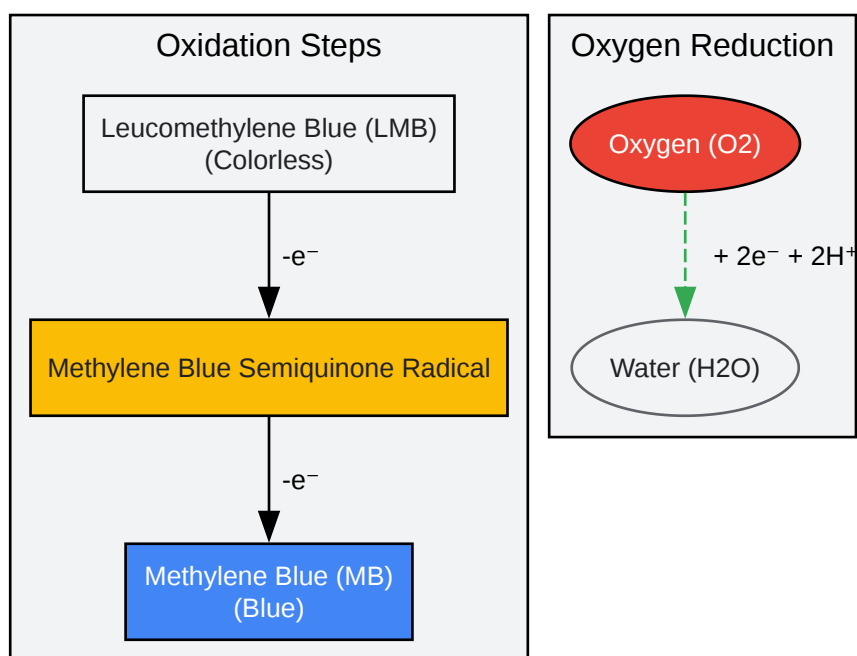 Oxidation Steps
Leucomethylene Blue (LMB)
(Colorless)
-e⁻
Methylene Blue Semiquinone Radical
-e⁻
Methylene Blue (MB)
(Blue)
Oxygen Reduction
Oxygen (O2)
+ 2e⁻ + 2H⁺
Water (H2O)